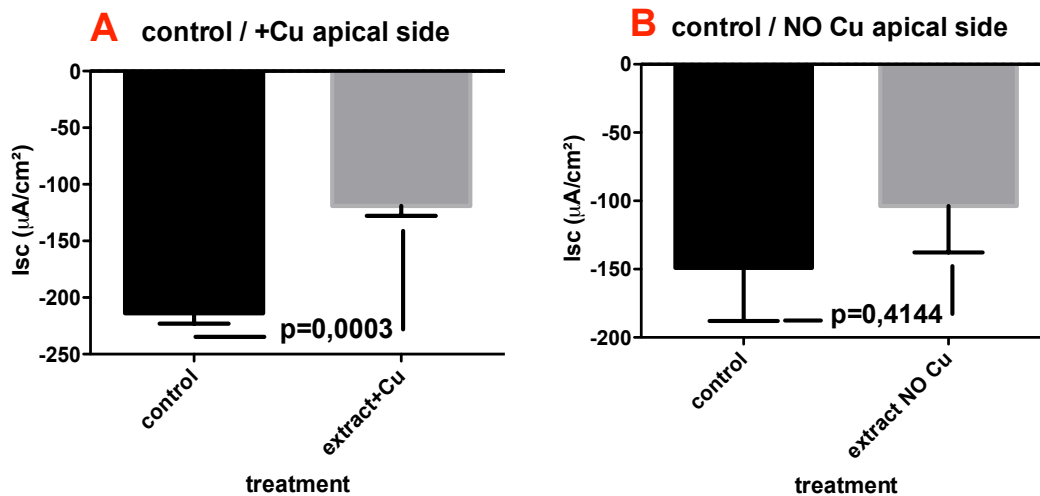 A control / +Cu apical side
0
-50
-100
-150
-200
-250
Isc (µA/cm²)
p=0,0003
control
extract+Cu
treatment
B control / NO Cu apical side
0
-50
-100
-150
-200
Isc (µA/cm²)
p=0,4144
control
extract NO Cu
treatment